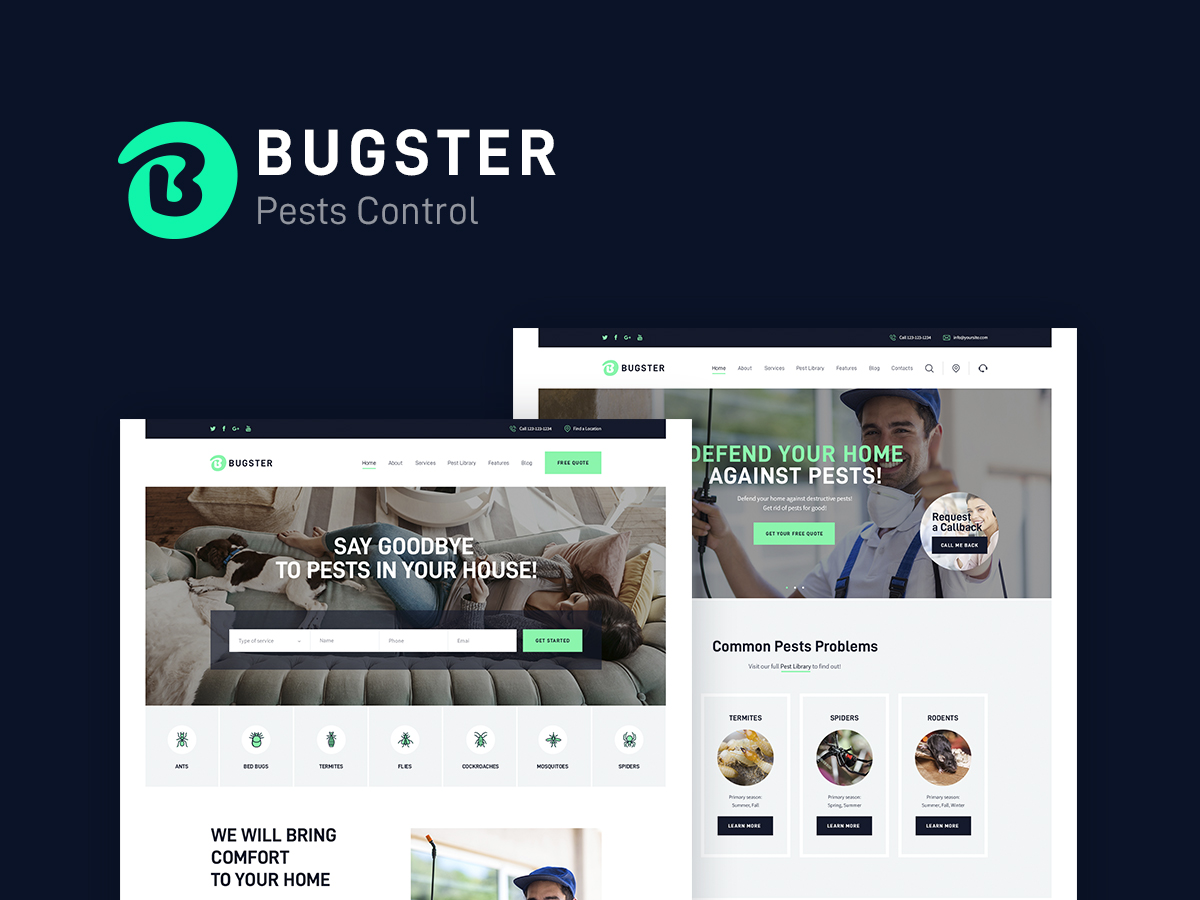 BUGSTER
Pests Control
Call 123-123-1234
info@yoursite.com
BUGSTER
Home
About
Services
Pest Library
Features
Blog
Contacts
DEFEND YOUR HOME
AGAINST PESTS!
Defend your home against destructive pests!
Get rid of pests for good!
GET YOUR FREE QUOTE
Request
a Callback
CALL ME BACK
Common Pests Problems
Visit our full Pest Library to find out!
TERMITES
Primary season:
Summer, Fall
LEARN MORE
SPIDERS
Primary season:
Spring, Summer
LEARN MORE
RODENTS
Primary season:
Summer, Fall, Winter
LEARN MORE
Call 123-123-1234
Find a Location
BUGSTER
Home
About
Services
Pest Library
Features
Blog
FREE QUOTE
SAY GOODBYE
TO PESTS IN YOUR HOUSE!
Type of service
Name
Phone
Email
GET STARTED
ANTS
BED BUGS
TERMITES
FLIES
COCKROACHES
MOSQUITOES
SPIDERS
WE WILL BRING
COMFORT
TO YOUR HOME